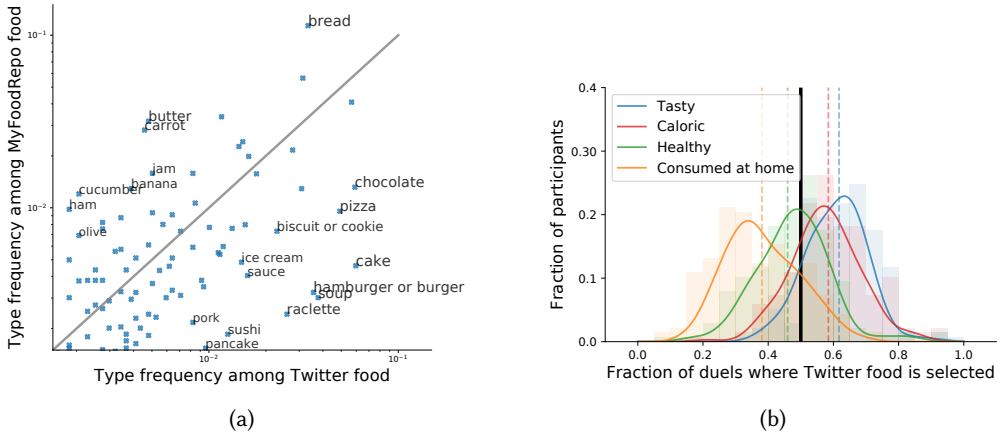 Type frequency among MyFoodRepo food
10⁻¹
10⁻²
bread
butter
carrot
jam
banana
cucumber
ham
olive
chocolate
pizza
biscuit or cookie
ice cream
cake
sauce
hamburger or burger
soup
raclette
pork
sushi
pancake
10⁻²
10⁻¹
Type frequency among Twitter food
(a)
Fraction of participants
0.4
0.30
0.2
0.1
0.0
Tasty
Caloric
Healthy
Consumed at home
0.0 0.2 0.4 0.6 0.8 1.0
Fraction of duels where Twitter food is selected
(b)